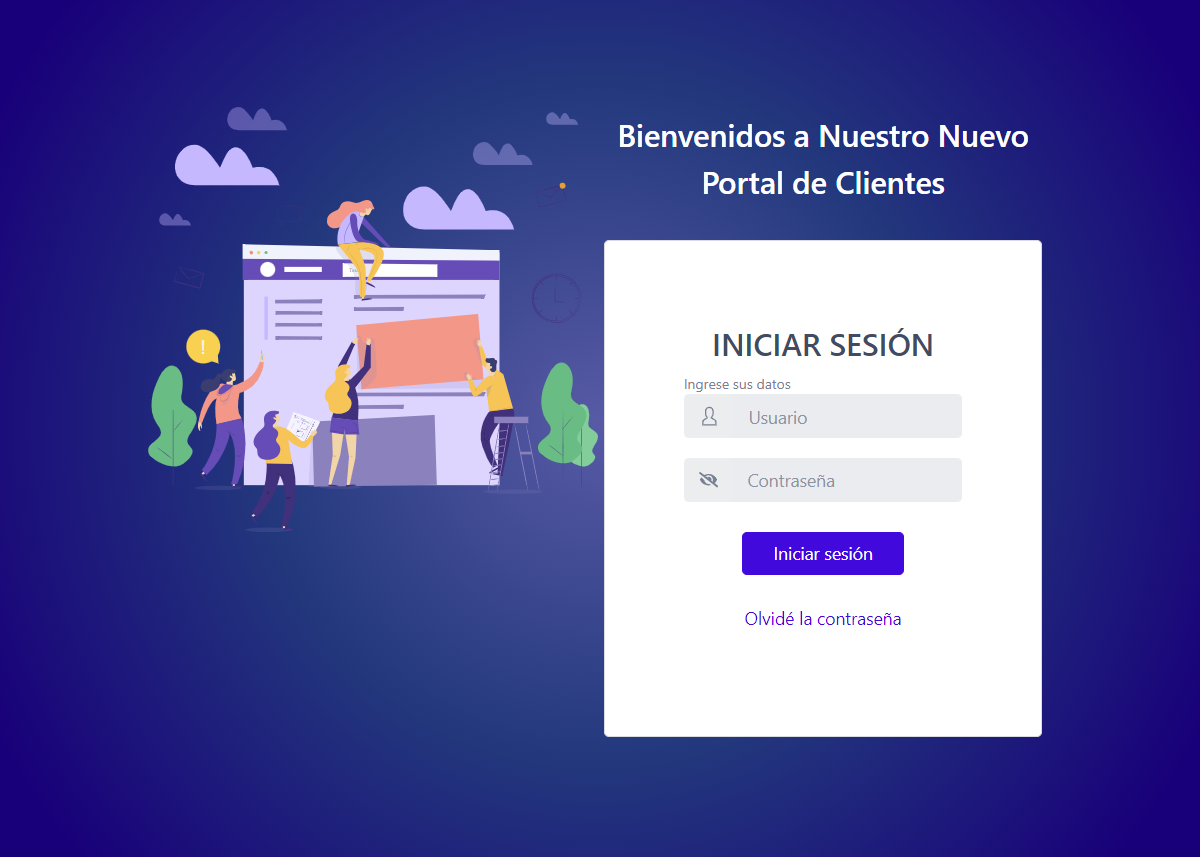 Bienvenidos a Nuestro Nuevo
Portal de Clientes
INICIAR SESIÓN
Ingrese sus datos
Usuario
Contraseña
Iniciar sesión
Olvidé la contraseña
!